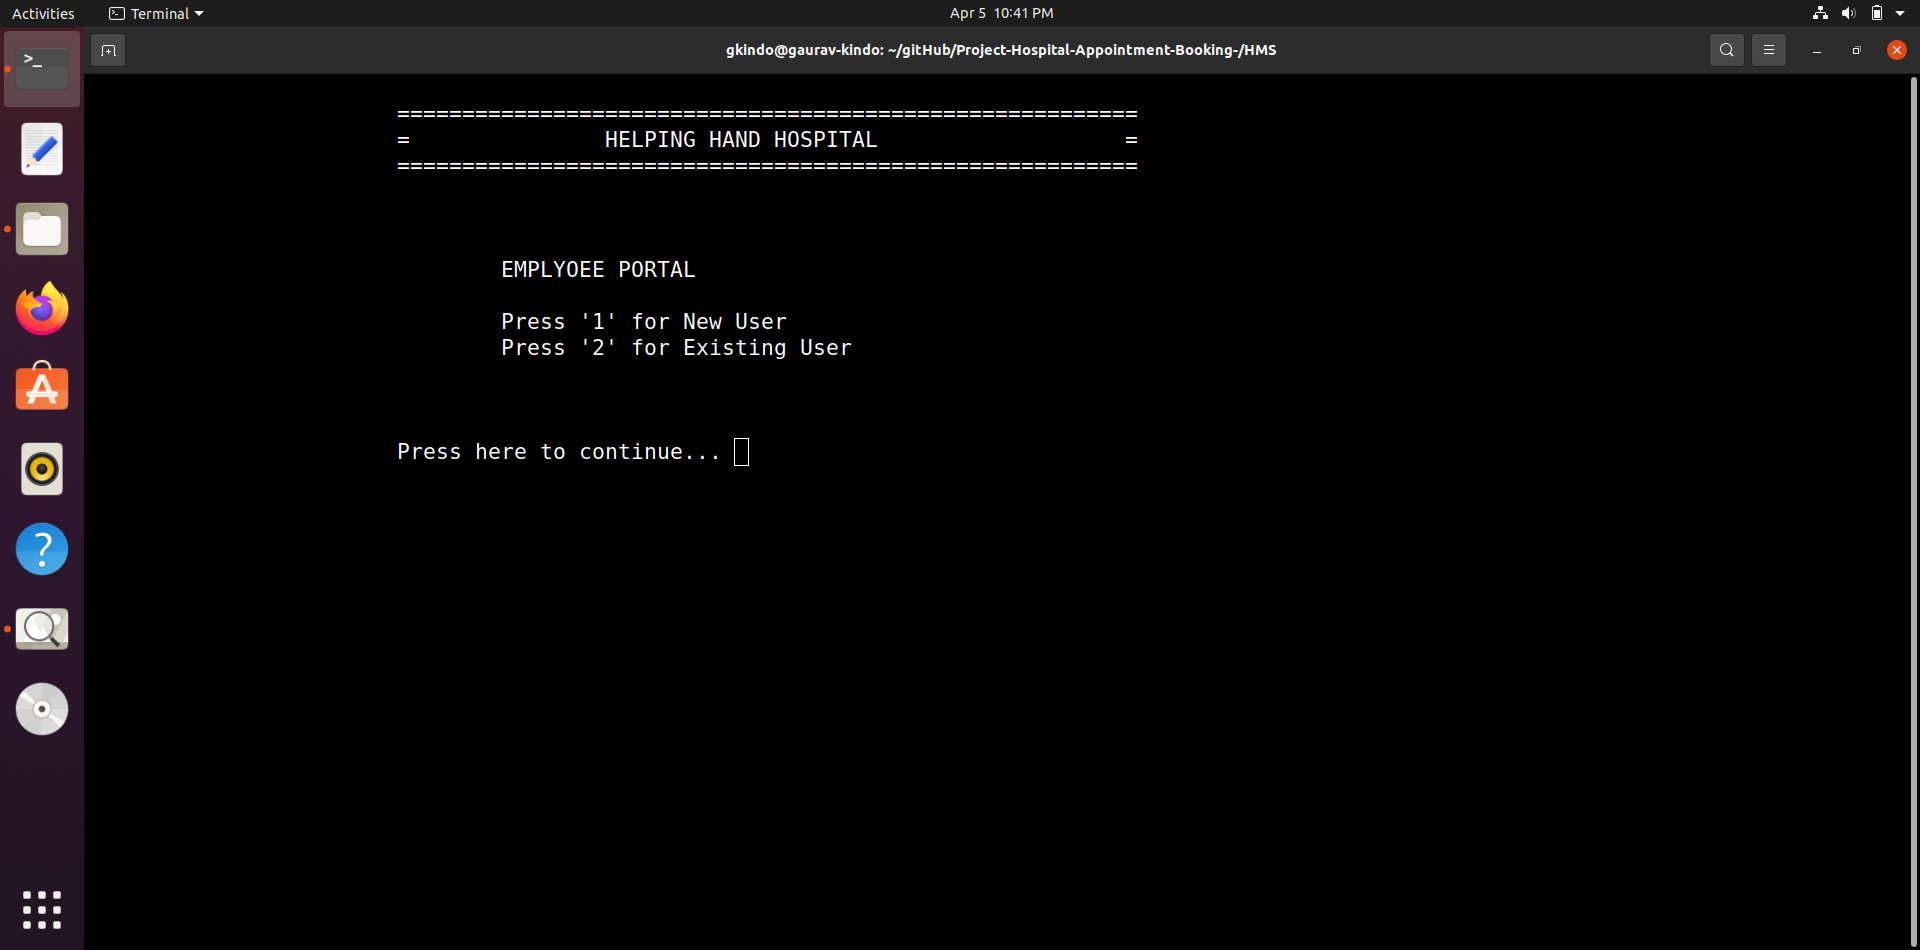 Activities
Terminal
Apr 5 10:41 PM
gkindo@gaurav-kindo: ~/gitHub/Project-Hospital-Appointment-Booking-/HMS
=========================================================
= HELPING HAND HOSPITAL =
=========================================================
EMPLYOEE PORTAL
Press '1' for New User
Press '2' for Existing User
Press here to continue...